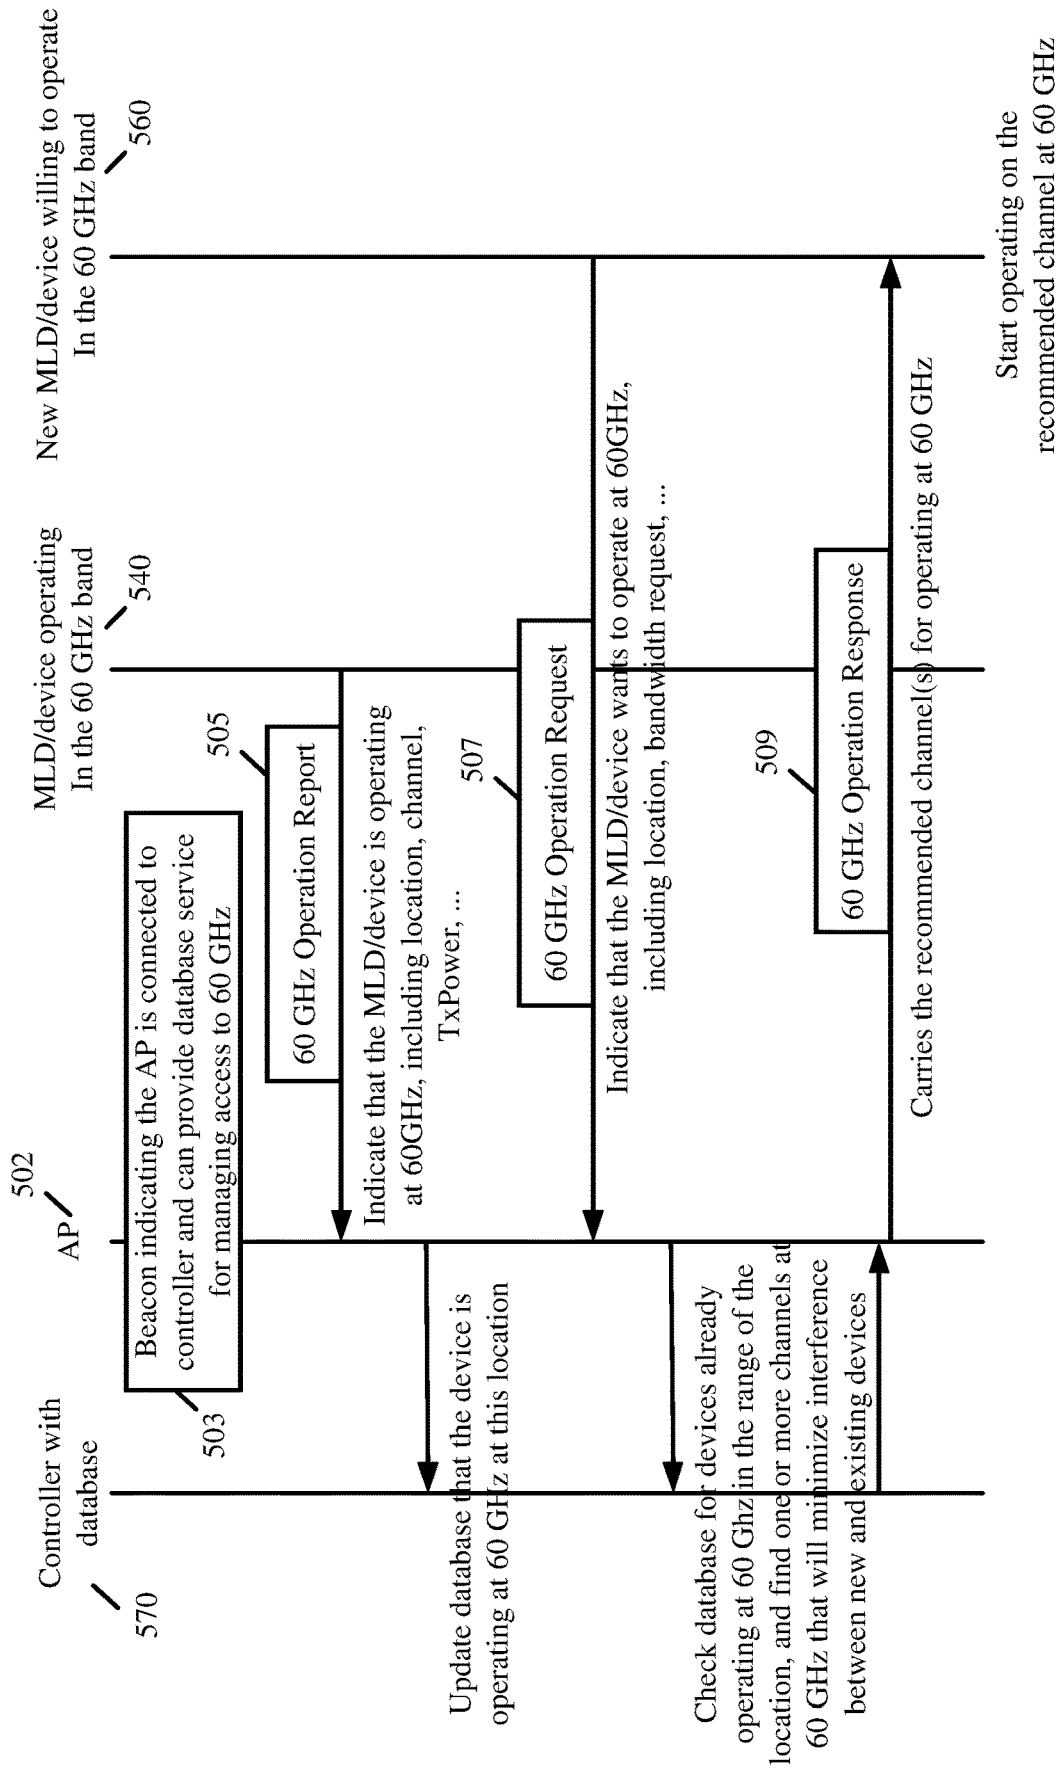 Controller with
database
570
AP
502
MLD/device operating
In the 60 GHz band
540
New MLD/device willing to operate
In the 60 GHz band
560
Beacon indicating the AP is connected to
controller and can provide database service
for managing access to 60 GHz
503
505
60 GHz Operation Report
Indicate that the MLD/device is operating
at 60GHz, including location, channel,
TxPower, ...
Update database that the device is
operating at 60 GHz at this location
507
60 GHz Operation Request
Indicate that the MLD/device wants to operate at 60GHz,
including location, bandwidth request, ...
Check database for devices already
operating at 60 Ghz in the range of the
location, and find one or more channels at
60 GHz that will minimize interference
between new and existing devices
509
60 GHz Operation Response
Carries the recommended channel(s) for operating at 60 GHz
Start operating on the
recommended channel at 60 GHz